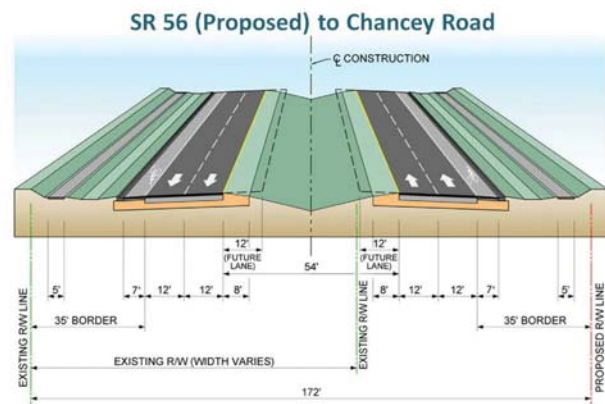 SR 56 (Proposed) to Chancey Road
℄ CONSTRUCTION
12'
(FUTURE
LANE)
12'
(FUTURE
LANE)
54'
5'
7'
12'
12'
8'
8'
12'
12'
7'
5'
35' BORDER
35' BORDER
EXISTING R/W (WIDTH VARIES)
172'
EXISTING R/W LINE
EXISTING R/W LINE
PROPOSED R/W LINE